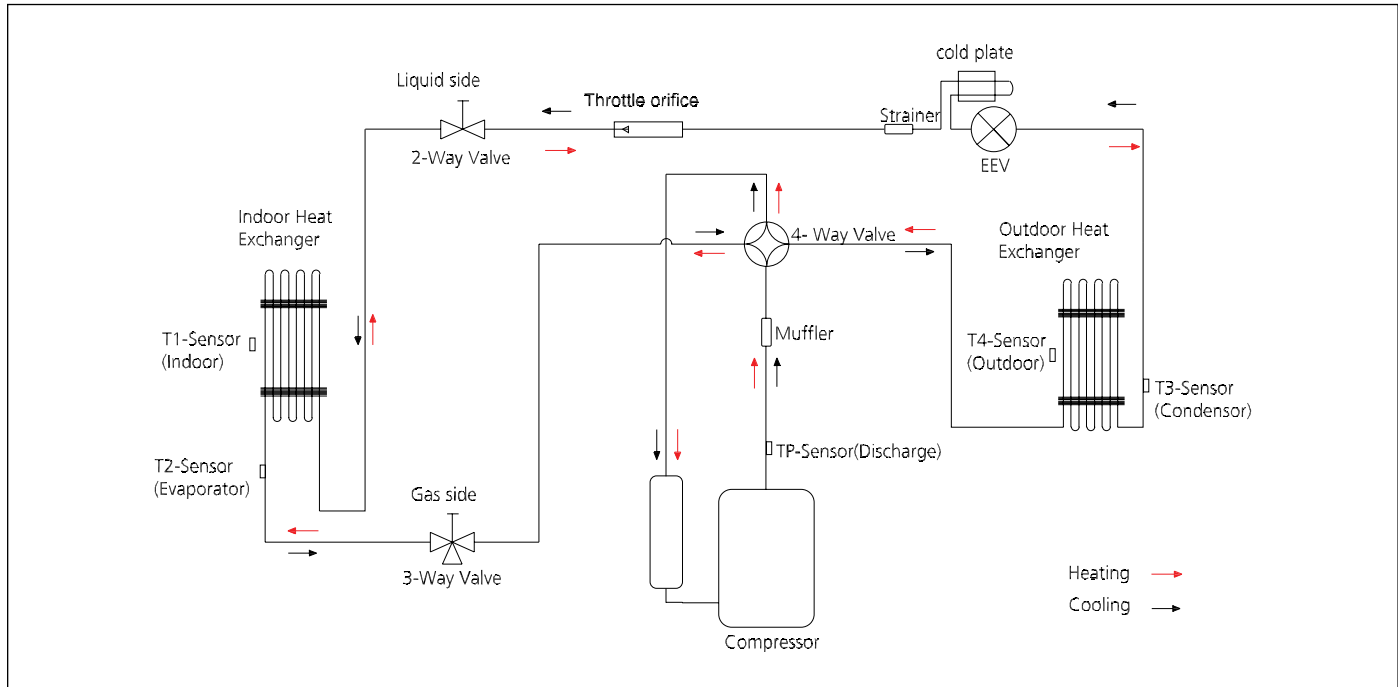 cold plate
Liquid side
Throttle orifice
Strainer
2-Way Valve
EEV
Indoor Heat
Exchanger
4- Way Valve
Outdoor Heat
Exchanger
T1-Sensor
(Indoor)
Muffler
T4-Sensor
(Outdoor)
T3-Sensor
(Condensor)
T2-Sensor
(Evaporator)
TP-Sensor(Discharge)
Gas side
3-Way Valve
Heating
Cooling
Compressor